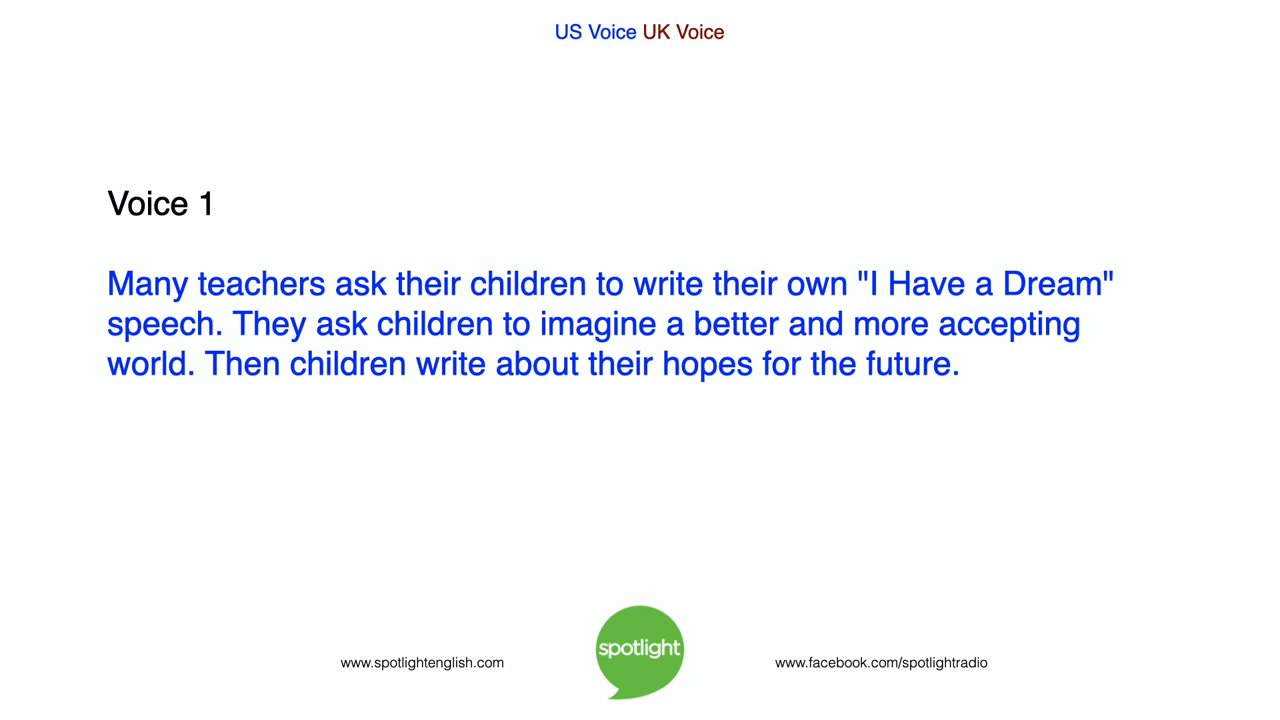 US Voice UK Voice
Voice 1
Many teachers ask their children to write their own "I Have a Dream"
speech. They ask children to imagine a better and more accepting
world. Then children write about their hopes for the future.
spotlight
www.spotlightenglish.com
www.facebook.com/spotlightradio